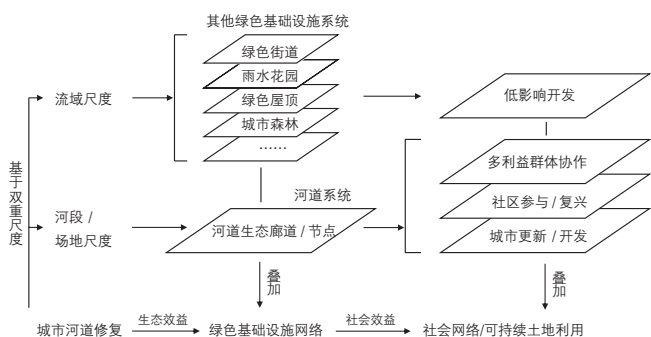 其他绿色基础设施系统
绿色街道
雨水花园
绿色屋顶
城市森林
……
流域尺度
低影响开发
基于双重尺度
多利益群体协作
河道系统
社区参与/复兴
河段/
场地尺度
河道生态廊道/节点
城市更新/开发
叠加
叠加
城市河道修复
生态效益
绿色基础设施网络
社会效益
社会网络/可持续土地利用